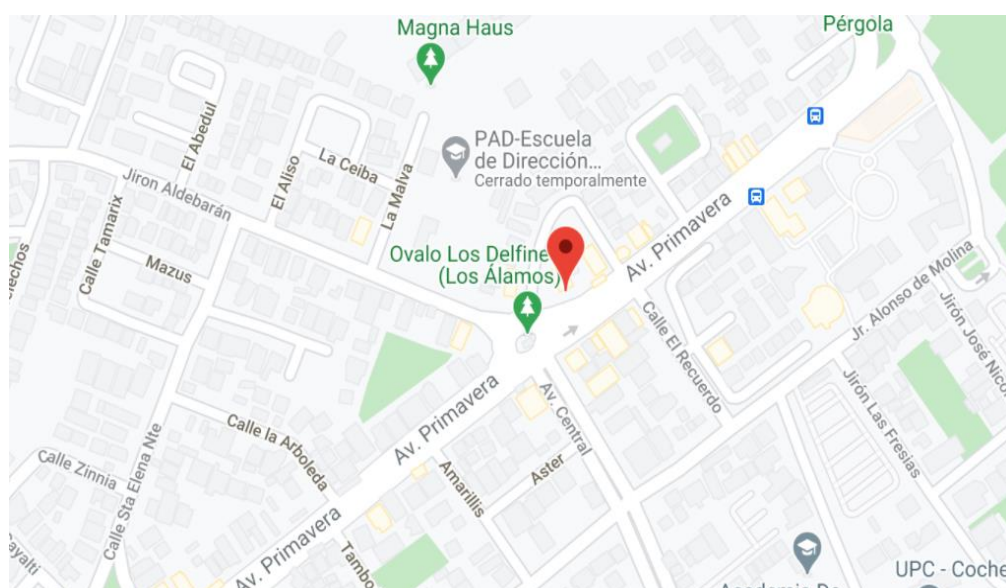 Magna Haus
Pérgola
El Abedul
El Aliso
La Ceiba
La Malva
PAD-Escuela
de Dirección...
Cerrado temporalmente
Jiron Aldebarán
Calle Tamarix
Mazus
Ovalo Los Delfine
(Los Álamos)
Av. Primavera
Jr. Alonso de Molina
Calle El Recuerdo
Jirón José Nico
Jirón Las Fresias
Av. Primavera
Av. Central
Calle la Arboleda
Calle Zinnia
Calle Sta Elena Nte
Amarillis
Aster
Av. Primavera
Tambo
UPC - Coche